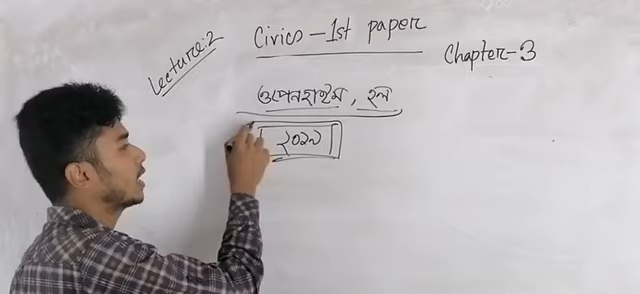 Lecture:2
Civics – 1st paper
Chapter-3
ওপেনহাইম, হল